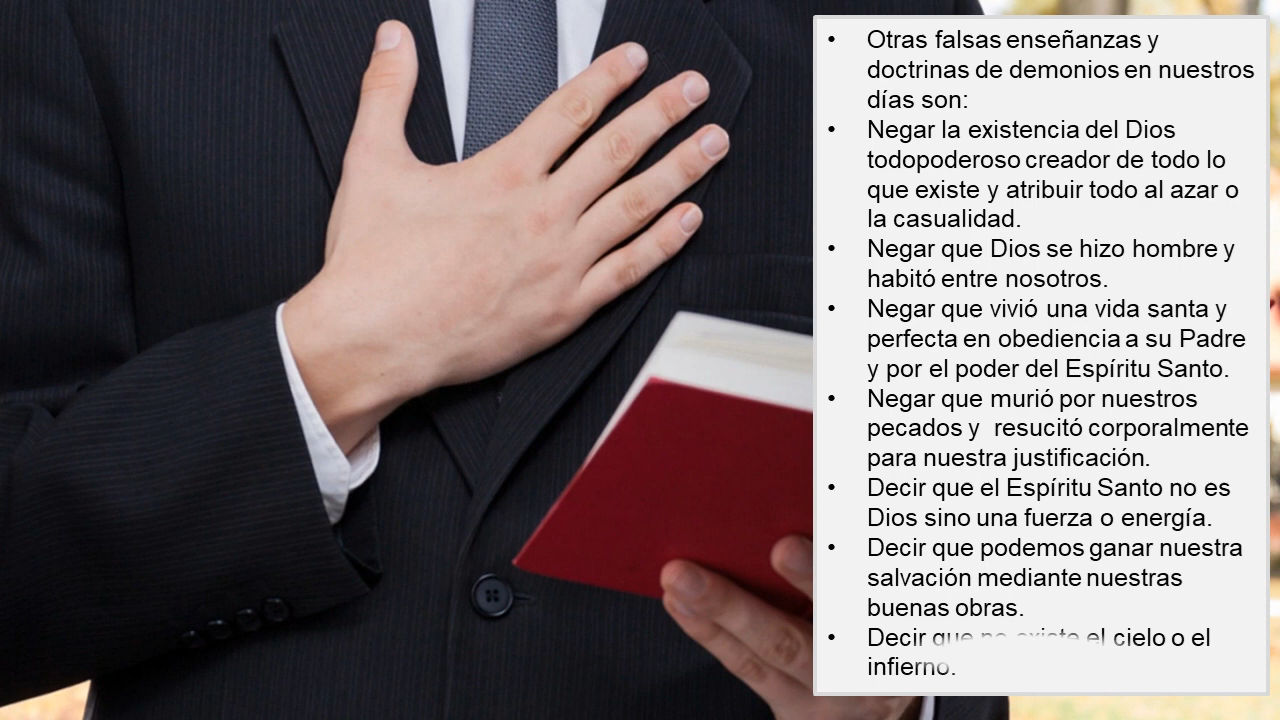 • Otras falsas enseñanzas y
doctrinas de demonios en nuestros
días son:
• Negar la existencia del Dios
todopoderoso creador de todo lo
que existe y atribuir todo al azar o
la casualidad.
• Negar que Dios se hizo hombre y
habitó entre nosotros.
• Negar que vivió una vida santa y
perfecta en obediencia a su Padre
y por el poder del Espíritu Santo.
• Negar que murió por nuestros
pecados y  resucitó corporalmente
para nuestra justificación.
• Decir que el Espíritu Santo no es
Dios sino una fuerza o energía.
• Decir que podemos ganar nuestra
salvación mediante nuestras
buenas obras.
• Decir que no existe el cielo o el
infierno.